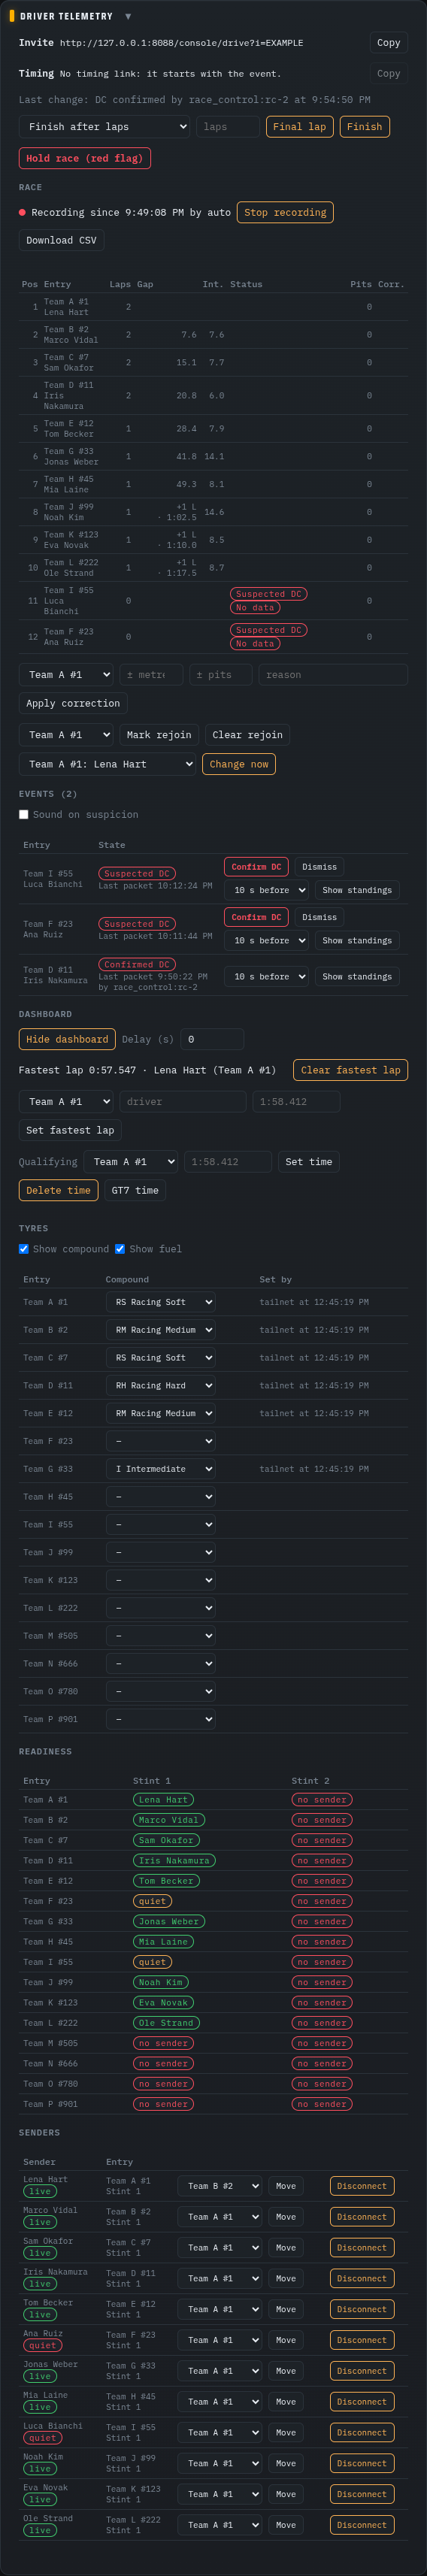 DRIVER TELEMETRY ▼
Invite http://127.0.0.1:8088/console/drive?i=EXAMPLE Copy
Timing No timing link: it starts with the event. Copy
Last change: DC confirmed by race_control:rc-2 at 9:54:50 PM
Finish after laps laps Final lap Finish
Hold race (red flag)
RACE
Recording since 9:49:08 PM by auto Stop recording
Download CSV
Pos Entry Laps Gap Int. Status Pits Corr.
1 Team A #1 Lena Hart 2 0
2 Team B #2 Marco Vidal 2 7.6 7.6 0
3 Team C #7 Sam Okafor 2 15.1 7.7 0
4 Team D #11 Iris Nakamura 2 20.8 6.0 0
5 Team E #12 Tom Becker 1 28.4 7.9 0
6 Team G #33 Jonas Weber 1 41.8 14.1 0
7 Team H #45 Mia Laine 1 49.3 8.1 0
8 Team J #99 Noah Kim 1 +1 L · 1:02.5 14.6 0
9 Team K #123 Eva Novak 1 +1 L · 1:10.0 8.5 0
10 Team L #222 Ole Strand 1 +1 L · 1:17.5 8.7 0
11 Team I #55 Luca Bianchi 0 Suspected DC No data 0
12 Team F #23 Ana Ruiz 0 Suspected DC No data 0
Team A #1 ± metre ± pits reason
Apply correction
Team A #1 Mark rejoin Clear rejoin
Team A #1: Lena Hart Change now
EVENTS (2)
Sound on suspicion
Entry State
Team I #55 Luca Bianchi Suspected DC Last packet 10:12:24 PM Confirm DC Dismiss 10 s before Show standings
Team F #23 Ana Ruiz Suspected DC Last packet 10:11:44 PM Confirm DC Dismiss 10 s before Show standings
Team D #11 Iris Nakamura Confirmed DC Last packet 9:50:22 PM by race_control:rc-2 10 s before Show standings
DASHBOARD
Hide dashboard Delay (s) 0
Fastest lap 0:57.547 · Lena Hart (Team A #1) Clear fastest lap
Team A #1 driver 1:58.412
Set fastest lap
Qualifying Team A #1 1:58.412 Set time
Delete time GT7 time
TYRES
Show compound Show fuel
Entry Compound Set by
Team A #1 RS Racing Soft tailnet at 12:45:19 PM
Team B #2 RM Racing Medium tailnet at 12:45:19 PM
Team C #7 RS Racing Soft tailnet at 12:45:19 PM
Team D #11 RH Racing Hard tailnet at 12:45:19 PM
Team E #12 RM Racing Medium tailnet at 12:45:19 PM
Team F #23 –
Team G #33 I Intermediate tailnet at 12:45:19 PM
Team H #45 –
Team I #55 –
Team J #99 –
Team K #123 –
Team L #222 –
Team M #505 –
Team N #666 –
Team O #780 –
Team P #901 –
READINESS
Entry Stint 1 Stint 2
Team A #1 Lena Hart no sender
Team B #2 Marco Vidal no sender
Team C #7 Sam Okafor no sender
Team D #11 Iris Nakamura no sender
Team E #12 Tom Becker no sender
Team F #23 quiet no sender
Team G #33 Jonas Weber no sender
Team H #45 Mia Laine no sender
Team I #55 quiet no sender
Team J #99 Noah Kim no sender
Team K #123 Eva Novak no sender
Team L #222 Ole Strand no sender
Team M #505 no sender no sender
Team N #666 no sender no sender
Team O #780 no sender no sender
Team P #901 no sender no sender
SENDERS
Sender Entry
Lena Hart live Team A #1 Stint 1 Team B #2 Move Disconnect
Marco Vidal live Team B #2 Stint 1 Team A #1 Move Disconnect
Sam Okafor live Team C #7 Stint 1 Team A #1 Move Disconnect
Iris Nakamura live Team D #11 Stint 1 Team A #1 Move Disconnect
Tom Becker live Team E #12 Stint 1 Team A #1 Move Disconnect
Ana Ruiz quiet Team F #23 Stint 1 Team A #1 Move Disconnect
Jonas Weber live Team G #33 Stint 1 Team A #1 Move Disconnect
Mia Laine live Team H #45 Stint 1 Team A #1 Move Disconnect
Luca Bianchi quiet Team I #55 Stint 1 Team A #1 Move Disconnect
Noah Kim live Team J #99 Stint 1 Team A #1 Move Disconnect
Eva Novak live Team K #123 Stint 1 Team A #1 Move Disconnect
Ole Strand live Team L #222 Stint 1 Team A #1 Move Disconnect